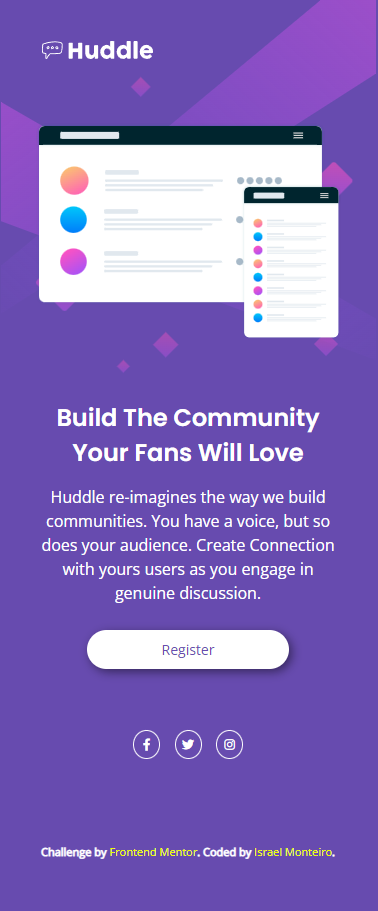 Huddle
Build The Community
Your Fans Will Love
Huddle re-imagines the way we build
communities. You have a voice, but so
does your audience. Create Connection
with yours users as you engage in
genuine discussion.
Register
Challenge by Frontend Mentor. Coded by Israel Monteiro.